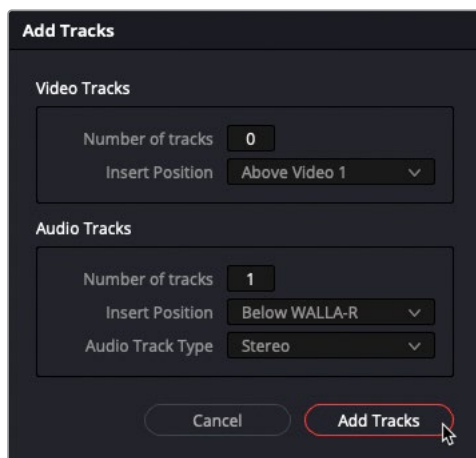 Add Tracks
Video Tracks
Number of tracks 0
Insert Position Above Video 1
Audio Tracks
Number of tracks 1
Insert Position Below WALLA-R
Audio Track Type Stereo
Cancel Add Tracks